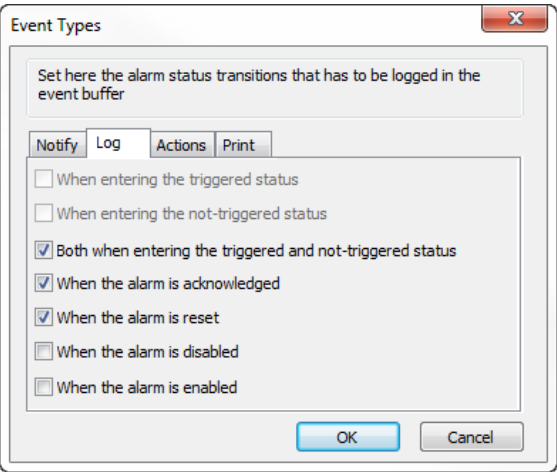 Event Types
Set here the alarm status transitions that has to be logged in the
event buffer
Notify Log Actions Print
When entering the triggered status
When entering the not-triggered status
Both when entering the triggered and not-triggered status
When the alarm is acknowledged
When the alarm is reset
When the alarm is disabled
When the alarm is enabled
OK Cancel